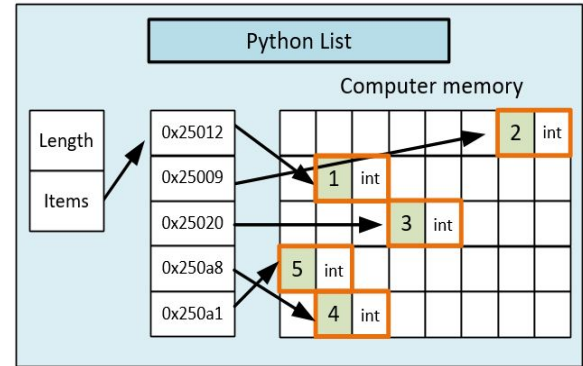 Python List
Computer memory
Length
Items
0x25012
0x25009
0x25020
0x250a8
0x250a1
2 int
1 int
3 int
5 int
4 int